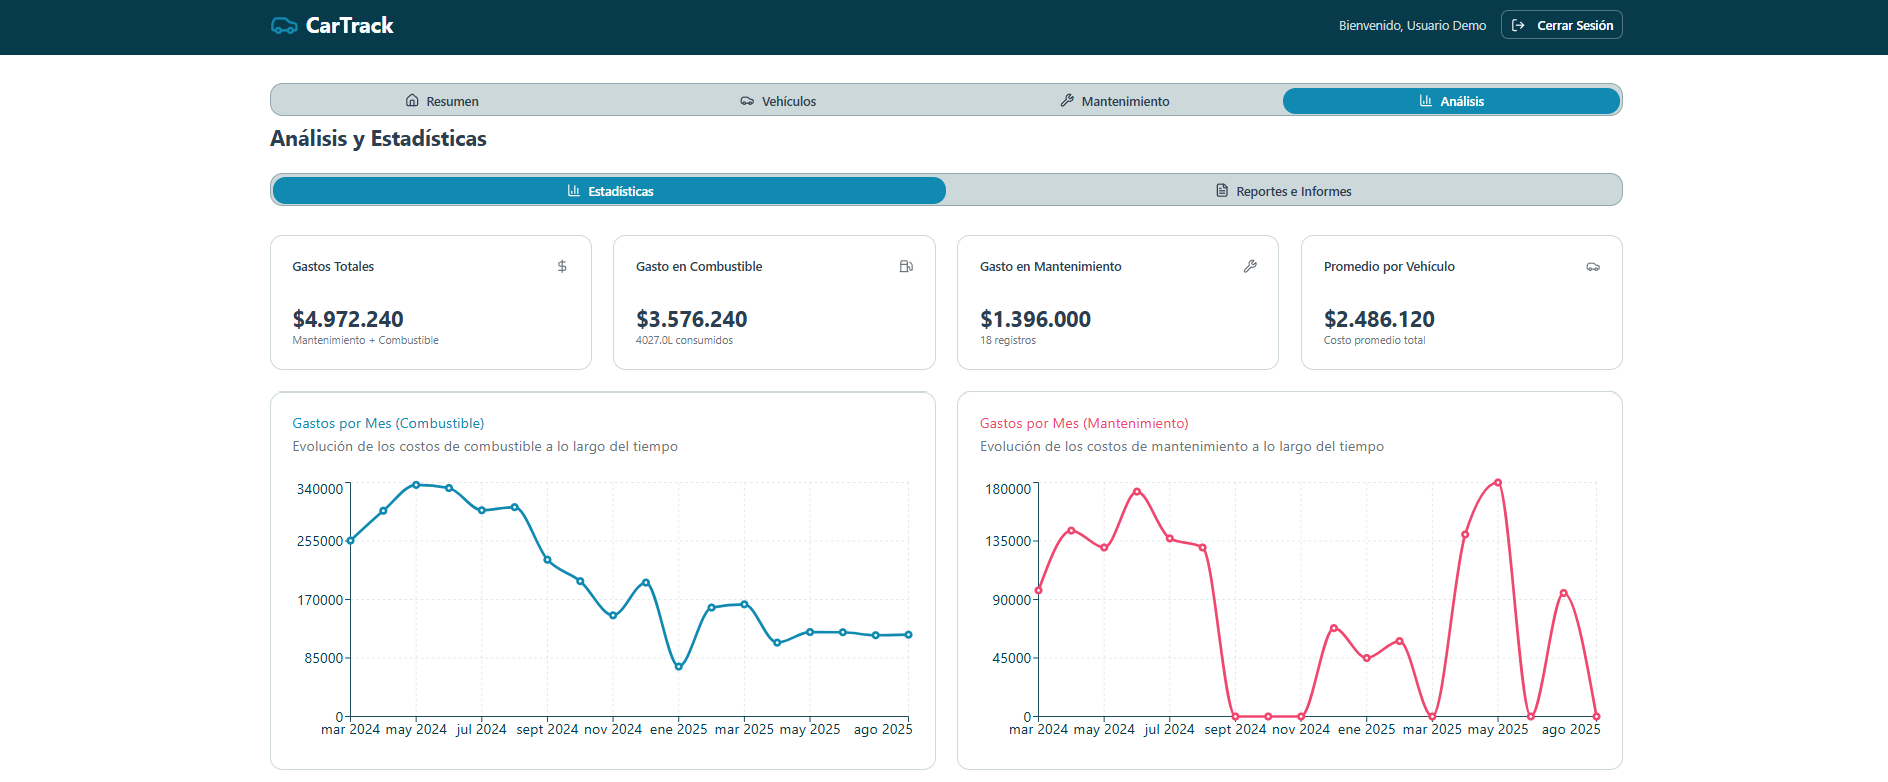 CarTrack
Bienvenido, Usuario Demo
Cerrar Sesión
Resumen
Vehículos
Mantenimiento
Análisis
Análisis y Estadísticas
Estadísticas
Reportes e Informes
Gastos Totales
$4.972.240
Mantenimiento + Combustible
Gasto en Combustible
$3.576.240
4027.0L consumidos
Gasto en Mantenimiento
$1.396.000
18 registros
Promedio por Vehículo
$2.486.120
Costo promedio total
Gastos por Mes (Combustible)
Evolución de los costos de combustible a lo largo del tiempo
340000
255000
170000
85000
0
mar 2024 may 2024 jul 2024 sept 2024 nov 2024 ene 2025 mar 2025 may 2025 ago 2025
Gastos por Mes (Mantenimiento)
Evolución de los costos de mantenimiento a lo largo del tiempo
180000
135000
90000
45000
0
mar 2024 may 2024 jul 2024 sept 2024 nov 2024 ene 2025 mar 2025 may 2025 ago 2025